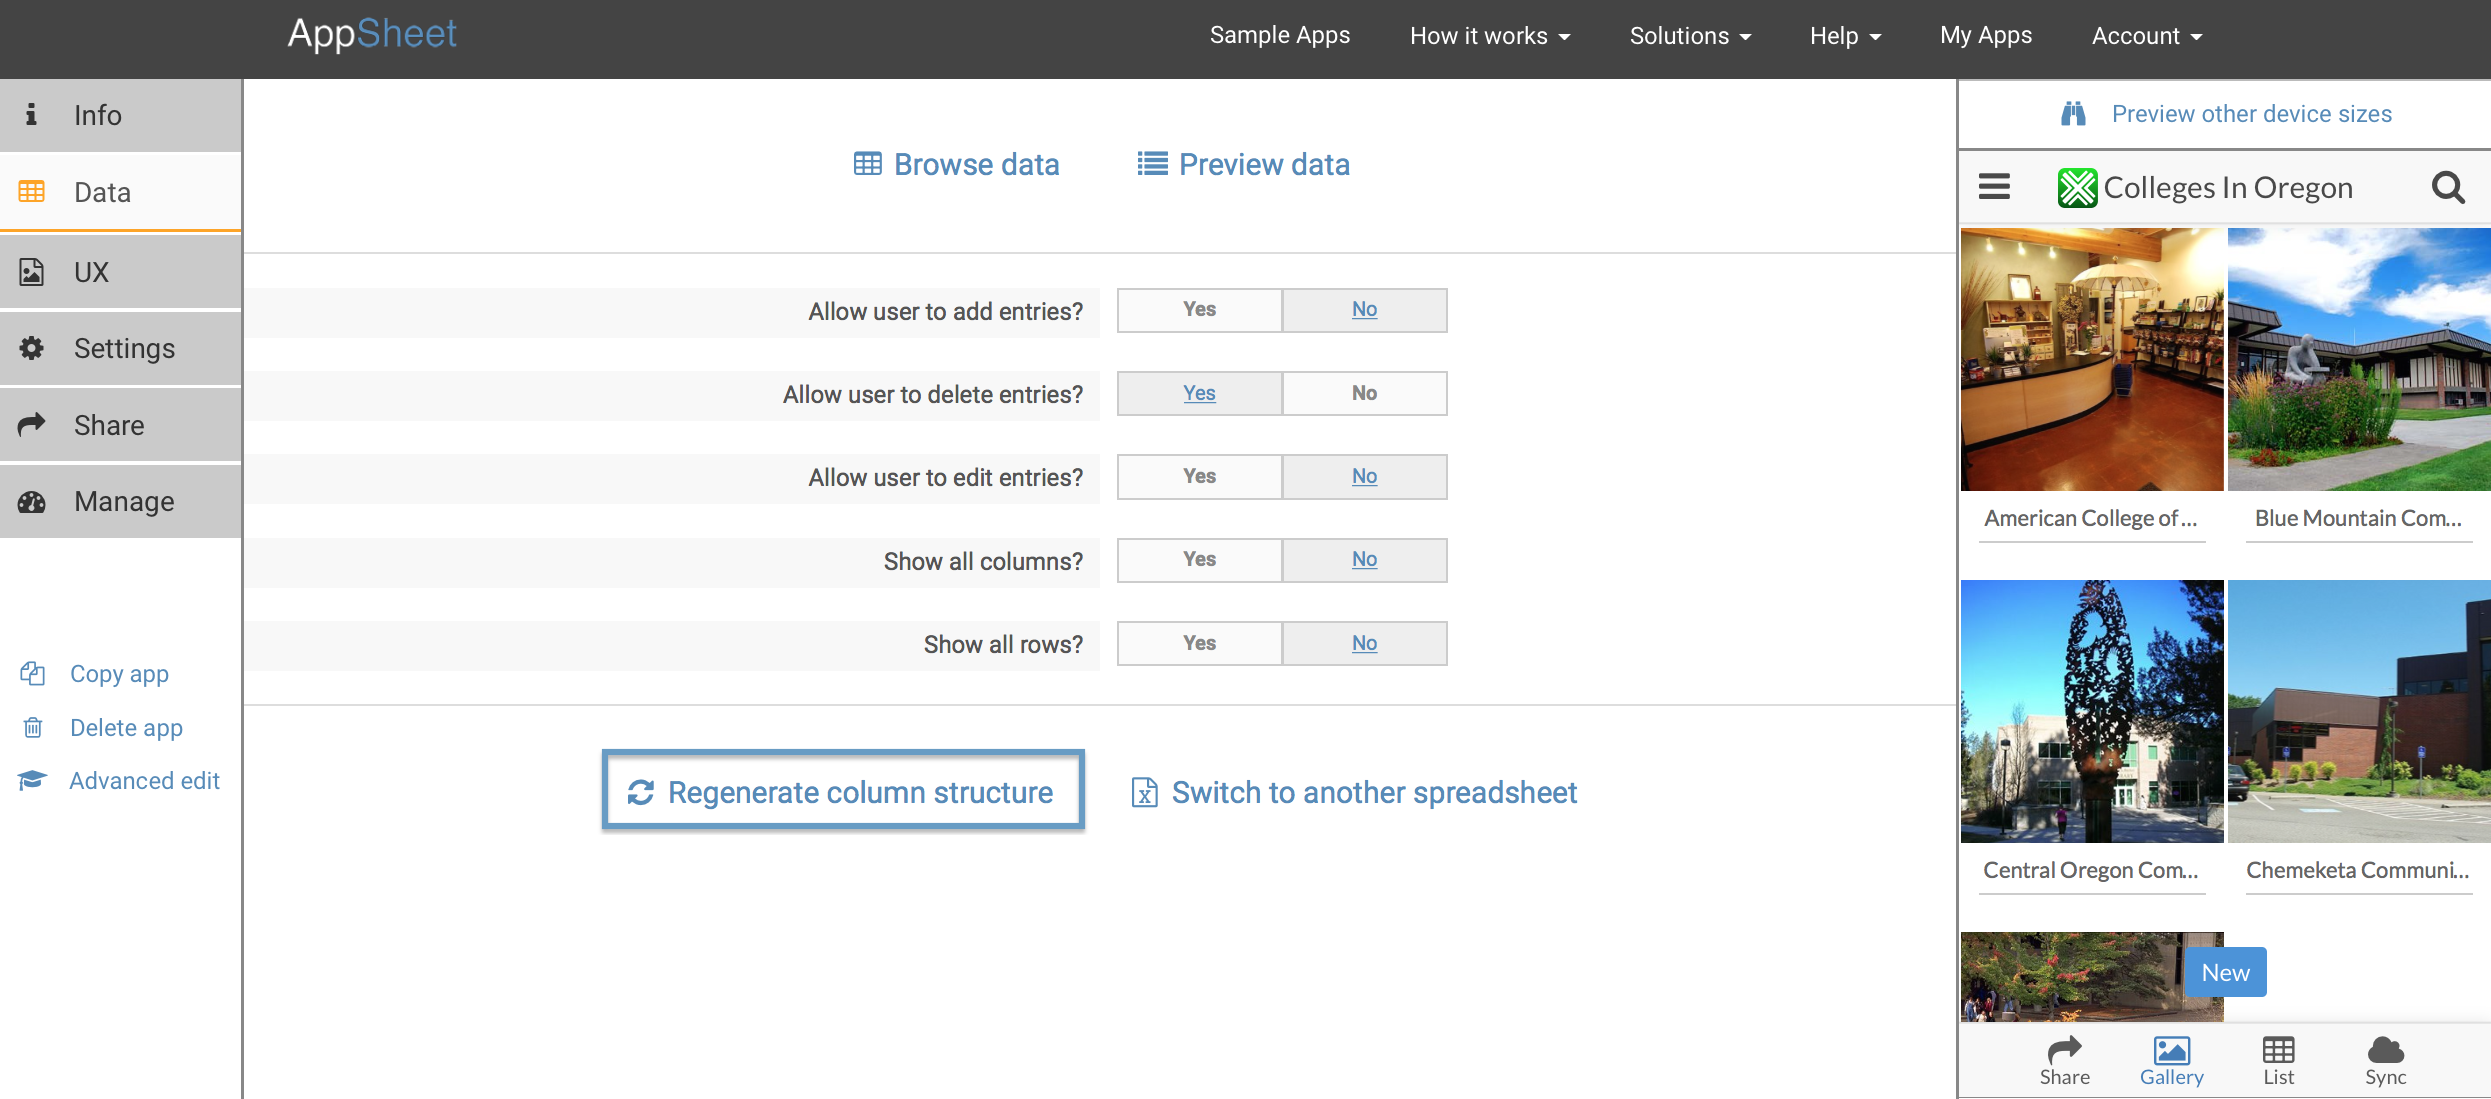 AppSheet
Sample Apps How it works Solutions Help My Apps Account
Info
Data
UX
Settings
Share
Manage
Copy app
Delete app
Advanced edit
Browse data Preview data
Allow user to add entries? Yes No
Allow user to delete entries? Yes No
Allow user to edit entries? Yes No
Show all columns? Yes No
Show all rows? Yes No
Regenerate column structure Switch to another spreadsheet
Preview other device sizes
Colleges In Oregon
American College of ... Blue Mountain Com...
Central Oregon Com... Chemeketa Communi...
New
Share Gallery List Sync